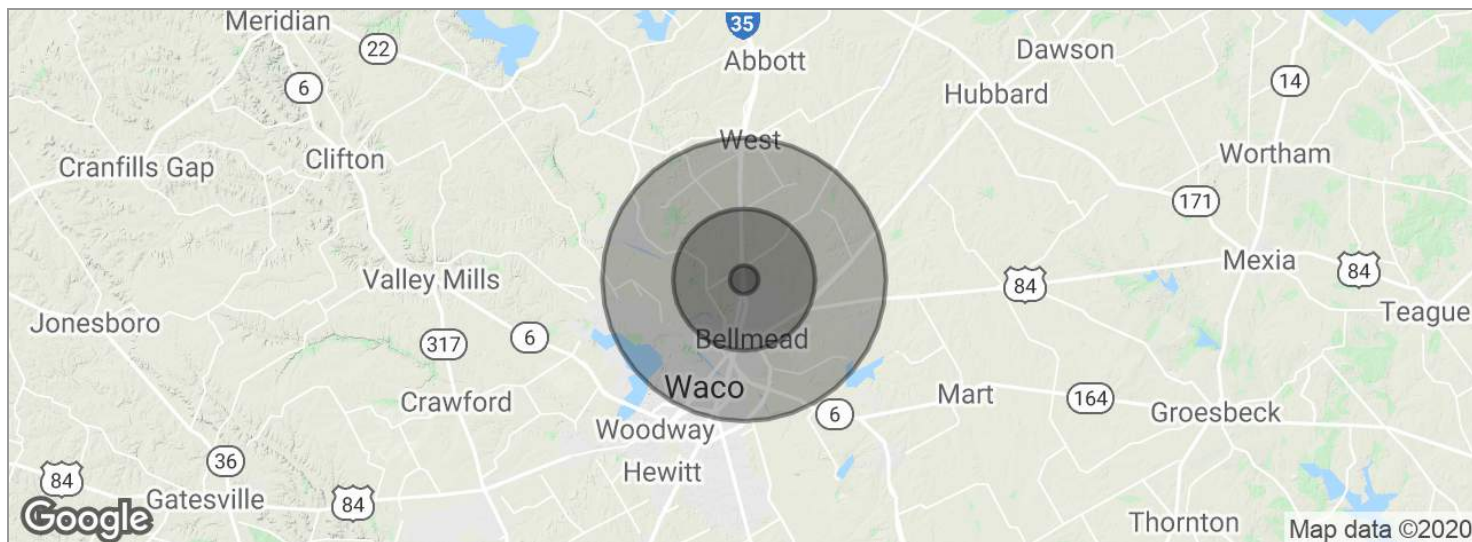 Meridian
35
22
Abbott
Dawson
6
14
Hubbard
West
Clifton
Wortham
Cranfills Gap
171
Valley Mills
84
Mexia
84
Teague
Jonesboro
6
317
Bellmead
Waco
Crawford
6
Mart
164
Groesbeck
Woodway
36
Hewitt
84
Gatesville
84
Google
Thornton
Map data ©2020